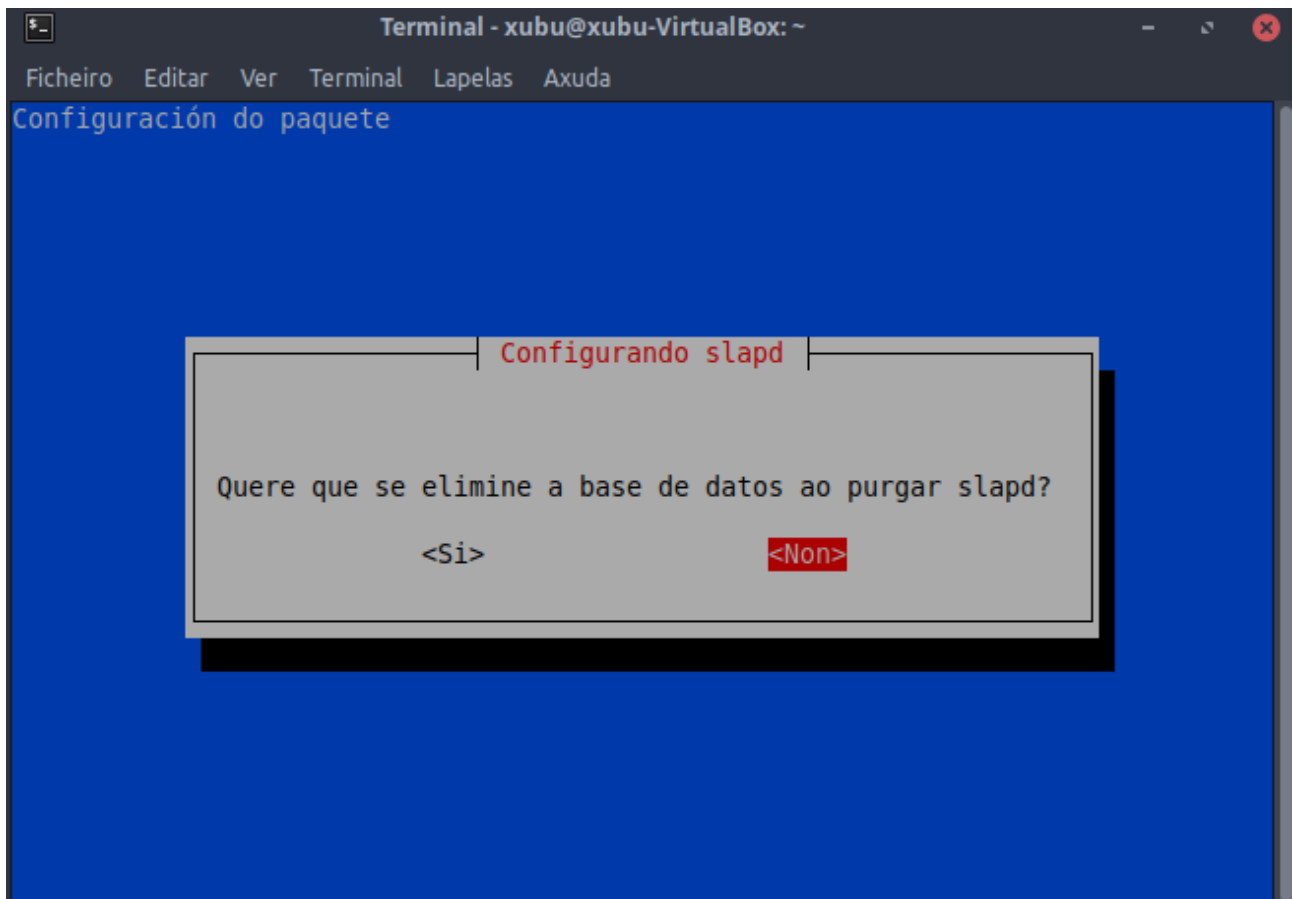 Terminal - xubu@xubu-VirtualBox: ~
Ficheiro Editar Ver Terminal Lapelas Axuda
Configuración do paquete
Configurando slapd
Quere que se elimine a base de datos ao purgar slapd?
<Si> <Non>